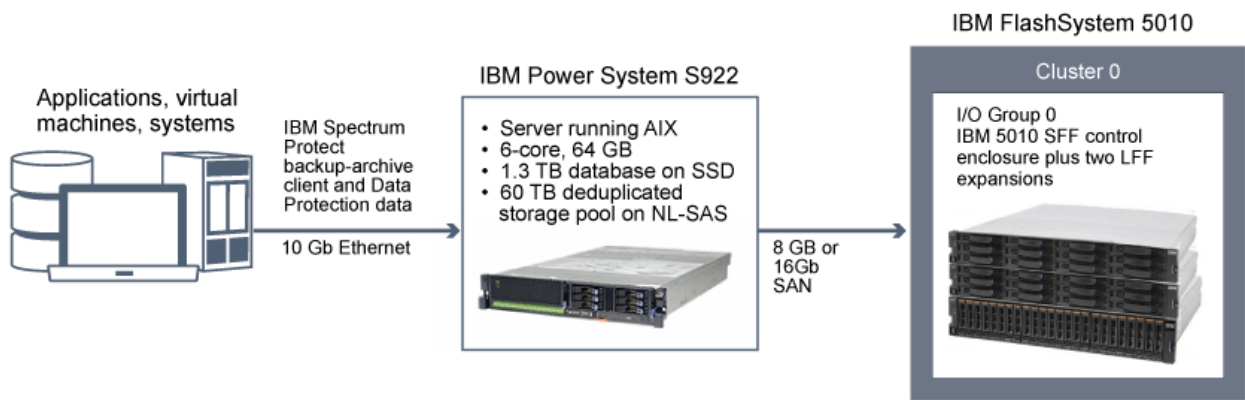 Applications, virtual
machines, systems
IBM Spectrum
Protect
backup-archive
client and Data
Protection data
10 Gb Ethernet
IBM Power System S922
• Server running AIX
• 6-core, 64 GB
• 1.3 TB database on SSD
• 60 TB deduplicated
storage pool on NL-SAS
8 GB or
16Gb
SAN
IBM FlashSystem 5010
Cluster 0
I/O Group 0
IBM 5010 SFF control
enclosure plus two LFF
expansions